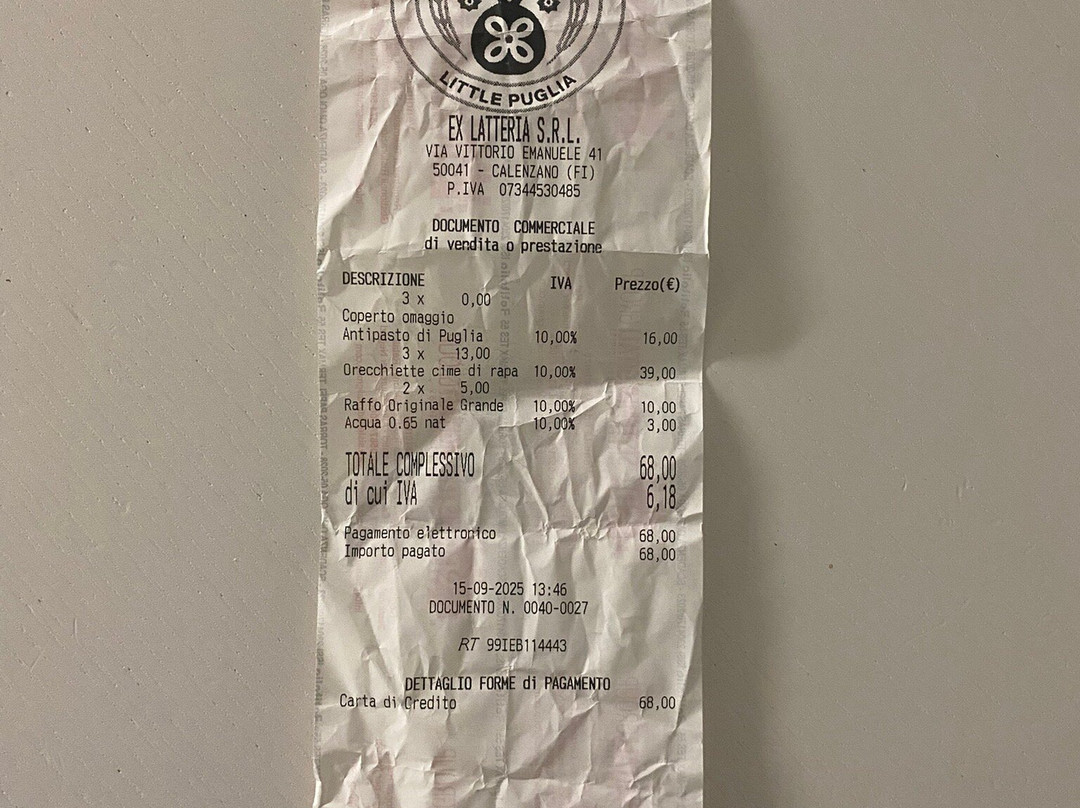 LITTLE PUGLIA
EX LATTERIA S.R.L.
VIA VITTORIO EMANUELE 41
50041 - CALENZANO (FI)
P.IVA 07344530485
DOCUMENTO COMMERCIALE
di vendita o prestazione
DESCRIZIONE IVA Prezzo(€)
3 x 0,00
Coperto omaggio
Antipasto di Puglia 10,00% 16,00
3 x 13,00
Orecchiette cime di rapa 10,00% 39,00
2 x 5,00
Raffo Originale Grande 10,00% 10,00
Acqua 0.65 nat 10,00% 3,00
TOTALE COMPLESSIVO 68,00
di cui IVA 6,18
Pagamento elettronico 68,00
Importo pagato 68,00
15-09-2025 13:46
DOCUMENTO N. 0040-0027
RT 99IEB114443
DETTAGLIO FORME di PAGAMENTO
Carta di Credito 68,00